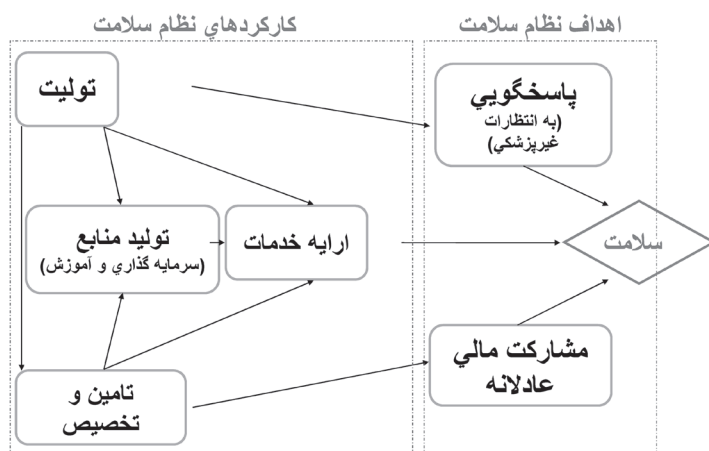 کارکردهاي نظام سلامت
اهداف نظام سلامت
توليت
پاسخگويي
(به انتظارات
غيرپزشكي)
توليد منابع
(سرمايه گذاري و آموزش)
ارايه خدمات
سلامت
تامين و
تخصيص
مشاركت مالي
عادلانه